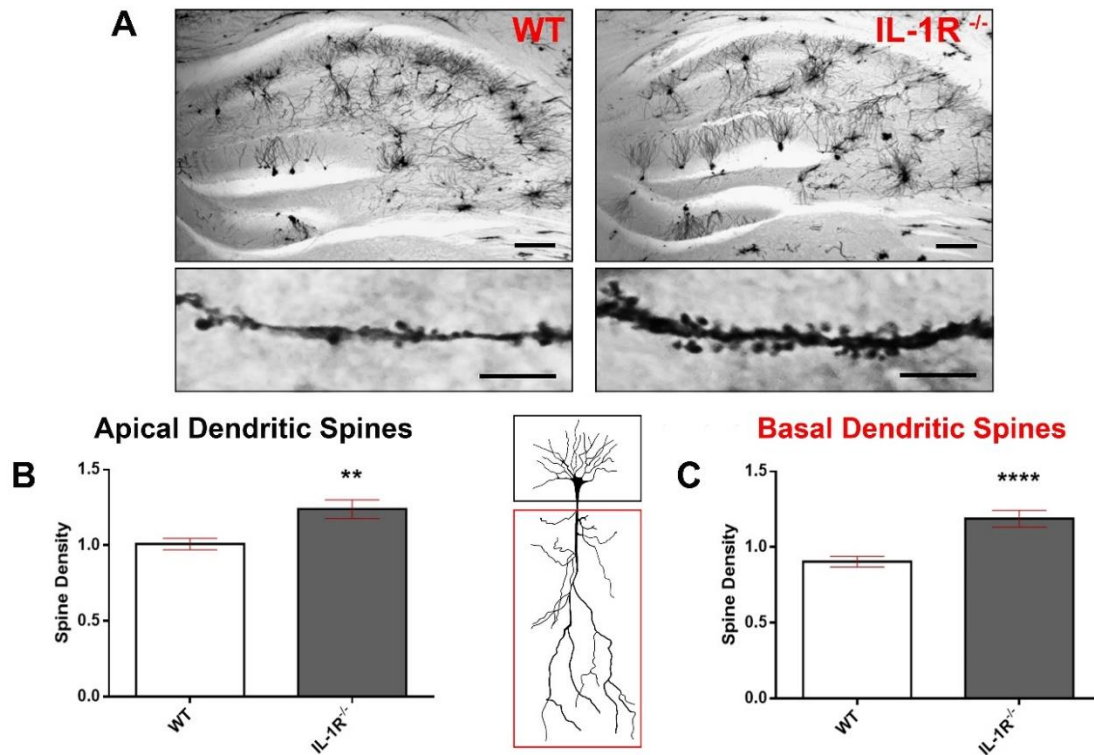 A
WT
IL-1R -/-
Apical Dendritic Spines
Basal Dendritic Spines
B
**
1.5
1.0
0.5
0.0
Spine Density
WT
IL-1R-/-
C
****
1.5
1.0
0.5
0.0
Spine Density
WT
IL-1R-/-